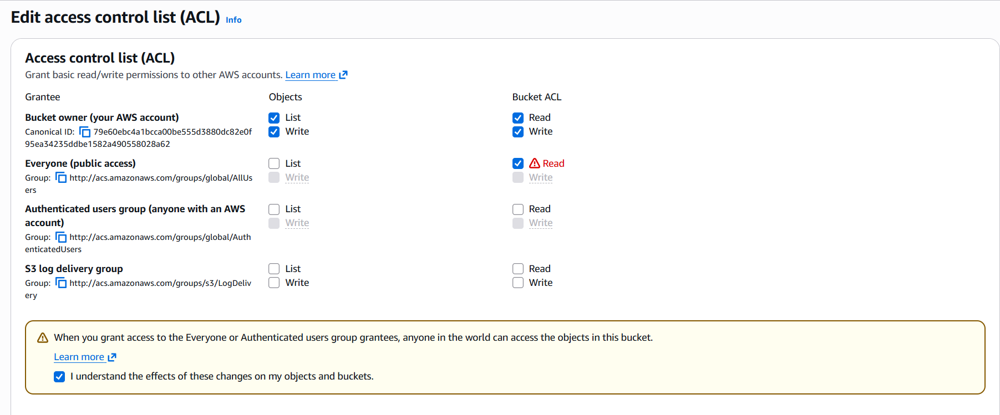 Edit access control list (ACL) Info
Access control list (ACL)
Grant basic read/write permissions to other AWS accounts. Learn more
Grantee Objects Bucket ACL
Bucket owner (your AWS account) List Read
Canonical ID: 79e60ebc4a1bcca00be555d3880dc82e0f Write Write
95ea34235ddbe1582a490558028a62
Everyone (public access) List Read
Group: http://acs.amazonaws.com/groups/global/AllUs Write Write
ers
Authenticated users group (anyone with an AWS List Read
account) Write Write
Group: http://acs.amazonaws.com/groups/global/Auth
enticatedUsers
S3 log delivery group List Read
Group: http://acs.amazonaws.com/groups/s3/LogDeliv Write Write
ery
When you grant access to the Everyone or Authenticated users group grantees, anyone in the world can access the objects in this bucket.
Learn more
I understand the effects of these changes on my objects and buckets.